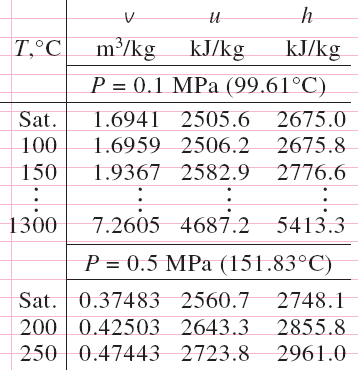 v u h
T,°C m³/kg kJ/kg kJ/kg
P = 0.1 MPa (99.61°C)
Sat. 1.6941 2505.6 2675.0
100 1.6959 2506.2 2675.8
150 1.9367 2582.9 2776.6
⋮ ⋮ ⋮ ⋮
1300 7.2605 4687.2 5413.3
P = 0.5 MPa (151.83°C)
Sat. 0.37483 2560.7 2748.1
200 0.42503 2643.3 2855.8
250 0.47443 2723.8 2961.0